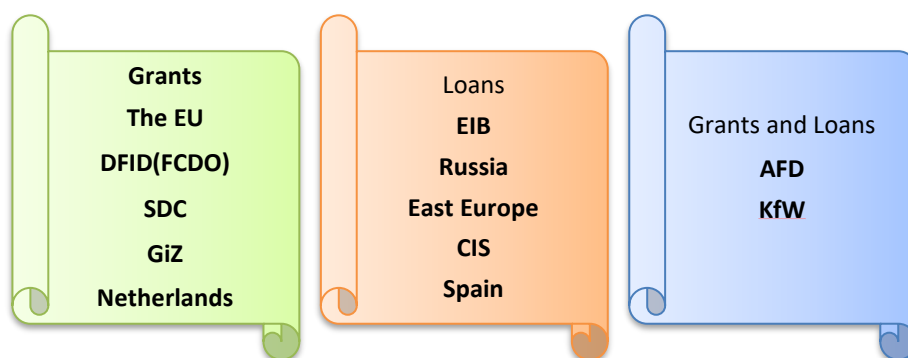 Grants
The EU
DFID(FCDO)
SDC
GiZ
Netherlands
Loans
EIB
Russia
East Europe
CIS
Spain
Grants and Loans
AFD
KfW